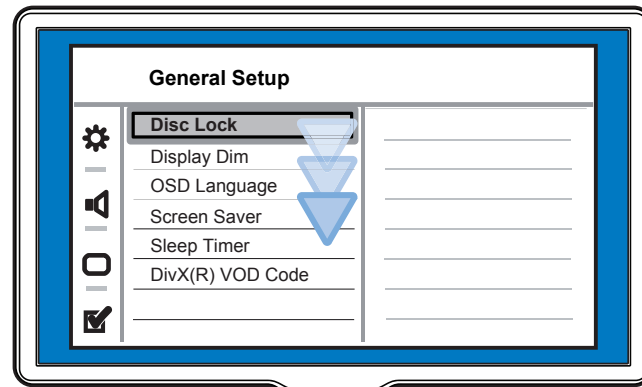 General Setup
Disc Lock
Display Dim
OSD Language
Screen Saver
Sleep Timer
DivX(R) VOD Code